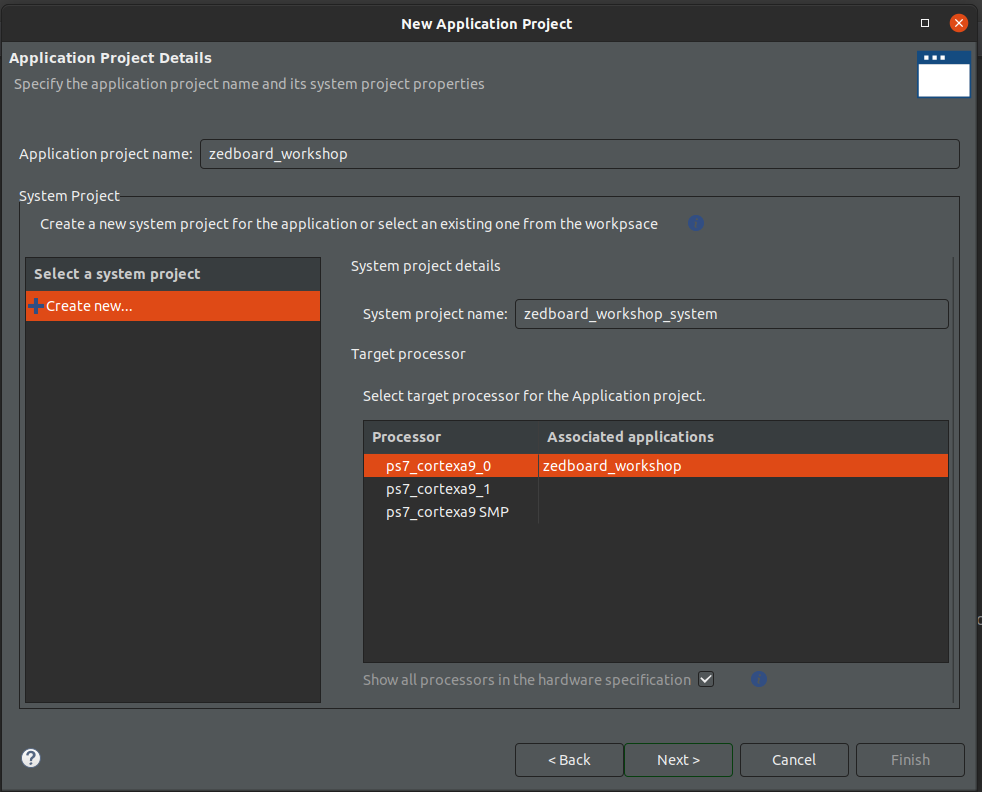 New Application Project
Application Project Details
Specify the application project name and its system project properties
Application project name: zedboard_workshop
System Project
Create a new system project for the application or select an existing one from the workpsace
Select a system project
Create new...
System project details
System project name: zedboard_workshop_system
Target processor
Select target processor for the Application project.
Processor Associated applications
ps7_cortexa9_0 zedboard_workshop
ps7_cortexa9_1
ps7_cortexa9 SMP
Show all processors in the hardware specification
< Back Next > Cancel Finish